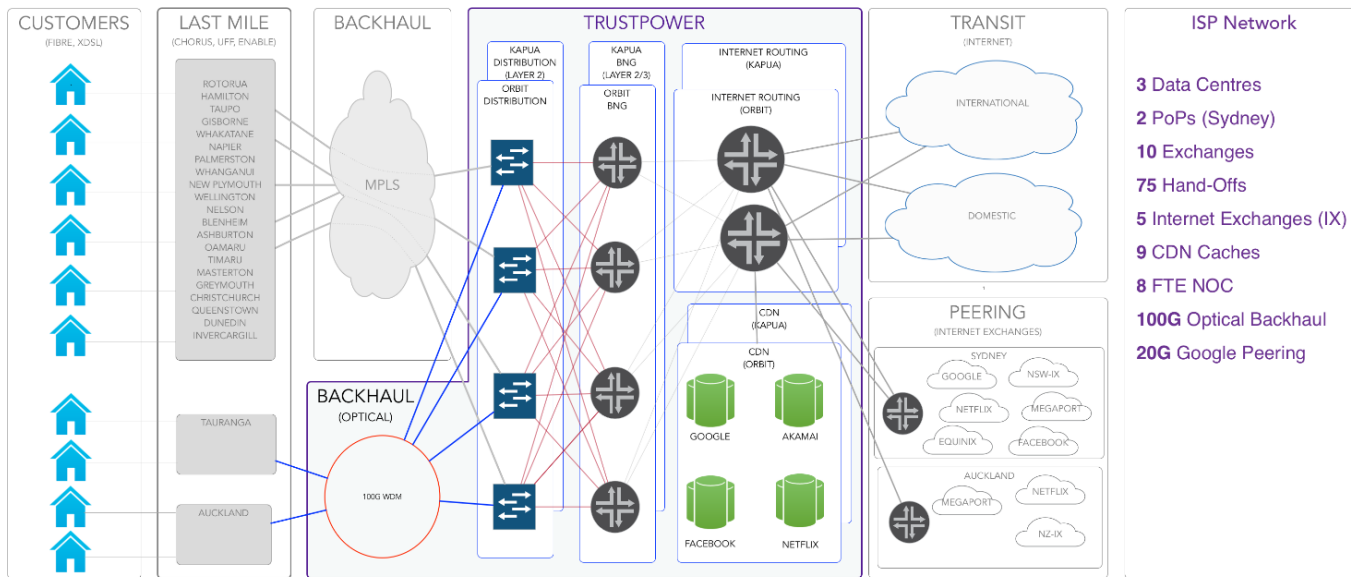 CUSTOMERS
(FIBRE, XDSL)
LAST MILE
(CHORUS, UFF, ENABLE)
ROTORUA
HAMILTON
TAUPO
GISBORNE
WHAKATANE
NAPIER
PALMERSTON
WHANGANUI
NEW PLYMOUTH
WELLINGTON
NELSON
BLENHEIM
ASHBURTON
OAMARU
TIMARU
MASTERTON
GREYMOUTH
CHRISTCHURCH
QUEENSTOWN
DUNEDIN
INVERCARGILL
TAURANGA
AUCKLAND
BACKHAUL
MPLS
BACKHAUL
(OPTICAL)
100G WDM
TRUSTPOWER
KAPUA
DISTRIBUTION
(LAYER 2)
ORBIT
DISTRIBUTION
KAPUA
BNG
(LAYER 2/3)
ORBIT
BNG
INTERNET ROUTING
(KAPUA)
INTERNET ROUTING
(ORBIT)
CDN
(KAPUA)
CDN
(ORBIT)
GOOGLE
AKAMAI
FACEBOOK
NETFLIX
TRANSIT
(INTERNET)
INTERNATIONAL
DOMESTIC
PEERING
(INTERNET EXCHANGES)
SYDNEY
GOOGLE
NSW-IX
NETFLIX
MEGAPORT
EQUINIX
FACEBOOK
AUCKLAND
MEGAPORT
NETFLIX
NZ-IX
ISP Network
3 Data Centres
2 PoPs (Sydney)
10 Exchanges
75 Hand-Offs
5 Internet Exchanges (IX)
9 CDN Caches
8 FTE NOC
100G Optical Backhaul
20G Google Peering